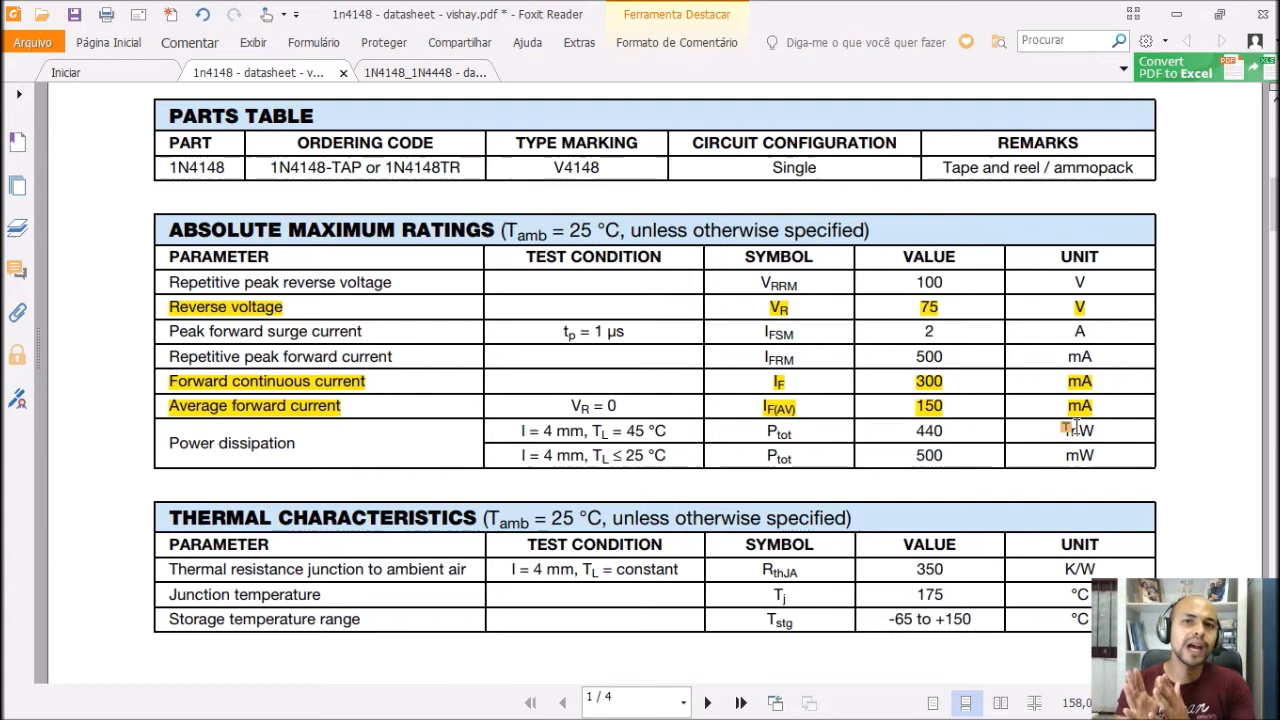 1n4148 - datasheet - vishay.pdf * - Foxit Reader
Ferramenta Destacar
Arquivo Página Inicial Comentar Exibir Formulário Proteger Compartilhar Ajuda Extras Formato de Comentário Diga-me o que você quer fazer Procurar
Iniciar 1n4148 - datasheet - v... 1N4148_1N4448 - da...
Convert
PDF to Excel
PDF
XLS
PARTS TABLE
PART ORDERING CODE TYPE MARKING CIRCUIT CONFIGURATION REMARKS
1N4148 1N4148-TAP or 1N4148TR V4148 Single Tape and reel / ammopack
ABSOLUTE MAXIMUM RATINGS (Tamb = 25 °C, unless otherwise specified)
PARAMETER TEST CONDITION SYMBOL VALUE UNIT
Repetitive peak reverse voltage VRRM 100 V
Reverse voltage VR 75 V
Peak forward surge current tp = 1 µs IFSM 2 A
Repetitive peak forward current IFRM 500 mA
Forward continuous current IF 300 mA
Average forward current VR = 0 IF(AV) 150 mA
Power dissipation l = 4 mm, TL = 45 °C Ptot 440 mW
l = 4 mm, TL ≤ 25 °C Ptot 500 mW
THERMAL CHARACTERISTICS (Tamb = 25 °C, unless otherwise specified)
PARAMETER TEST CONDITION SYMBOL VALUE UNIT
Thermal resistance junction to ambient air l = 4 mm, TL = constant RthJA 350 K/W
Junction temperature Tj 175 °C
Storage temperature range Tstg -65 to +150 °C
1 / 4
158,0